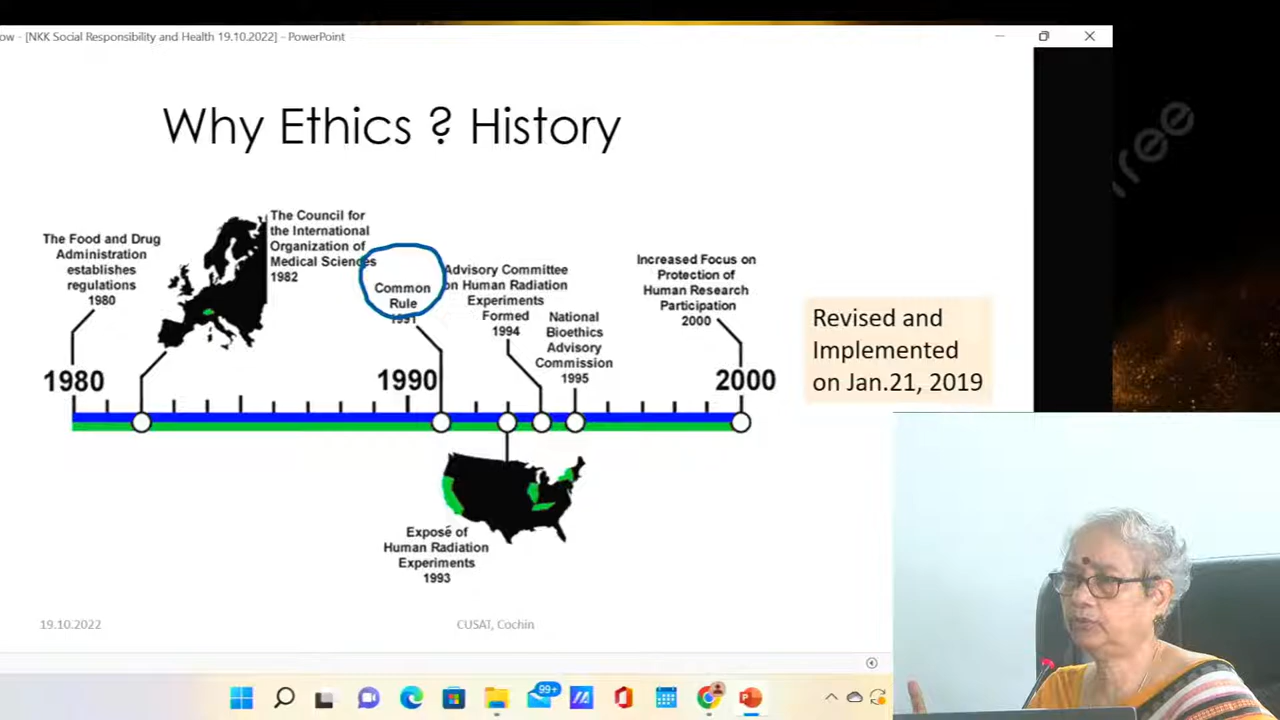 ow - [NKK Social Responsibility and Health 19.10.2022] - PowerPoint
Why Ethics ? History
The Food and Drug
Administration
establishes
regulations
1980
The Council for
the International
Organization of
Medical Sciences
1982
Common
Rule
1991
Advisory Committee
on Human Radiation
Experiments
Formed
1994
National
Bioethics
Advisory
Commission
1995
Increased Focus on
Protection of
Human Research
Participation
2000
Revised and
Implemented
on Jan.21, 2019
1980
1990
2000
Exposé of
Human Radiation
Experiments
1993
19.10.2022
CUSAT, Cochin
99+